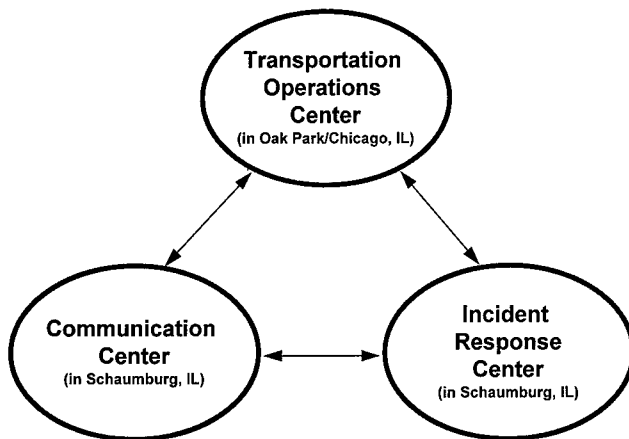 Transportation
Operations
Center
(in Oak Park/Chicago, IL)
Communication
Center
(in Schaumburg, IL)
Incident
Response
Center
(in Schaumburg, IL)